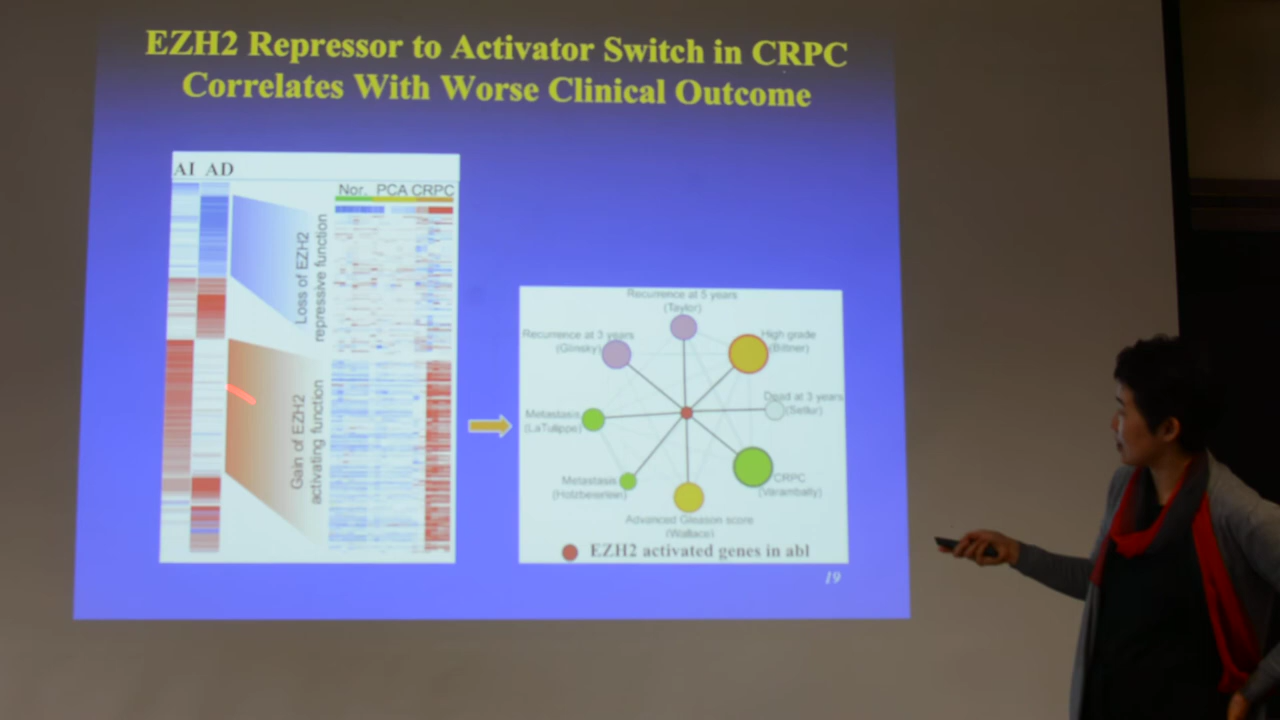 EZH2 Repressor to Activator Switch in CRPC
Correlates With Worse Clinical Outcome
AI AD
Nor. PCA CRPC
Loss of EZH2
repressive function
Gain of EZH2
activating function
Recurrence at 5 years
(Taylor)
Recurrence at 3 years
(Glinsky)
High grade
(Bittner)
Dead at 3 years
(Setlur)
Metastasis
(LaTulippe)
Metastasis
(Holzbeierlein)
CRPC
(Varambally)
Advanced Gleason score
(Wallace)
EZH2 activated genes in abl
19